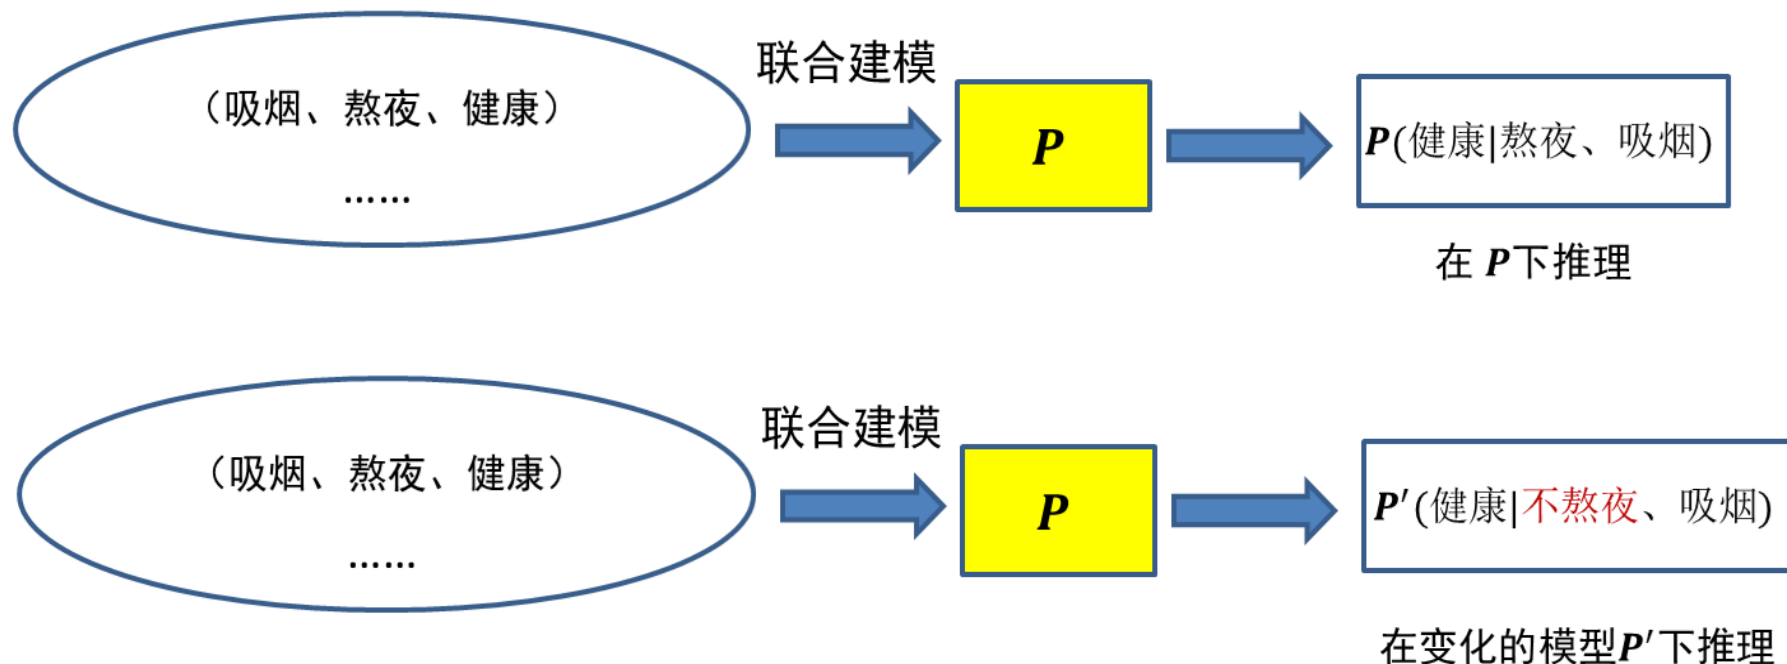 联合建模
（吸烟、熬夜、健康）
……
P
P(健康|熬夜、吸烟)
在 P下推理
联合建模
（吸烟、熬夜、健康）
……
P
P′(健康|不熬夜、吸烟)
在变化的模型P′下推理